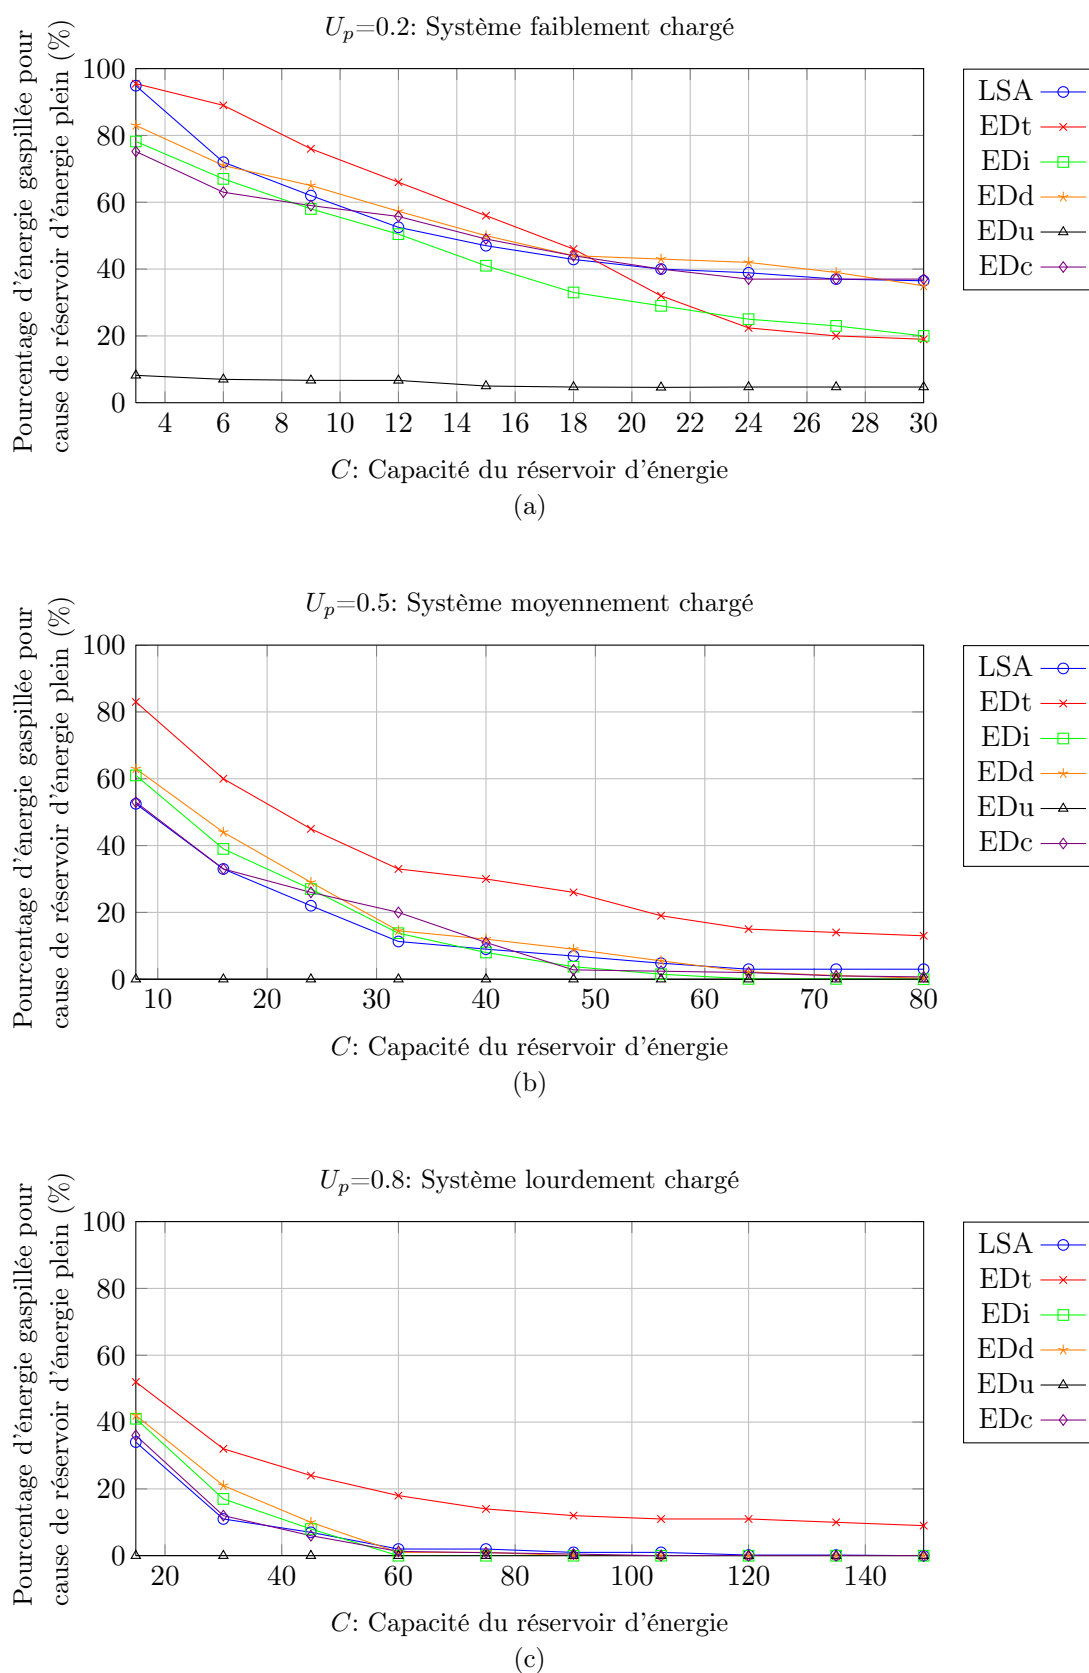 U_p=0.2: Système faiblement chargé
Pourcentage d'énergie gaspillée pour
cause de réservoir d'énergie plein (%)
100
80
60
40
20
0
4 6 8 10 12 14 16 18 20 22 24 26 28 30
C: Capacité du réservoir d'énergie
(a)
LSA
EDt
EDi
EDd
EDu
EDc
U_p=0.5: Système moyennement chargé
Pourcentage d'énergie gaspillée pour
cause de réservoir d'énergie plein (%)
100
80
60
40
20
0
10 20 30 40 50 60 70 80
C: Capacité du réservoir d'énergie
(b)
LSA
EDt
EDi
EDd
EDu
EDc
U_p=0.8: Système lourdement chargé
Pourcentage d'énergie gaspillée pour
cause de réservoir d'énergie plein (%)
100
80
60
40
20
0
20 40 60 80 100 120 140
C: Capacité du réservoir d'énergie
(c)
LSA
EDt
EDi
EDd
EDu
EDc